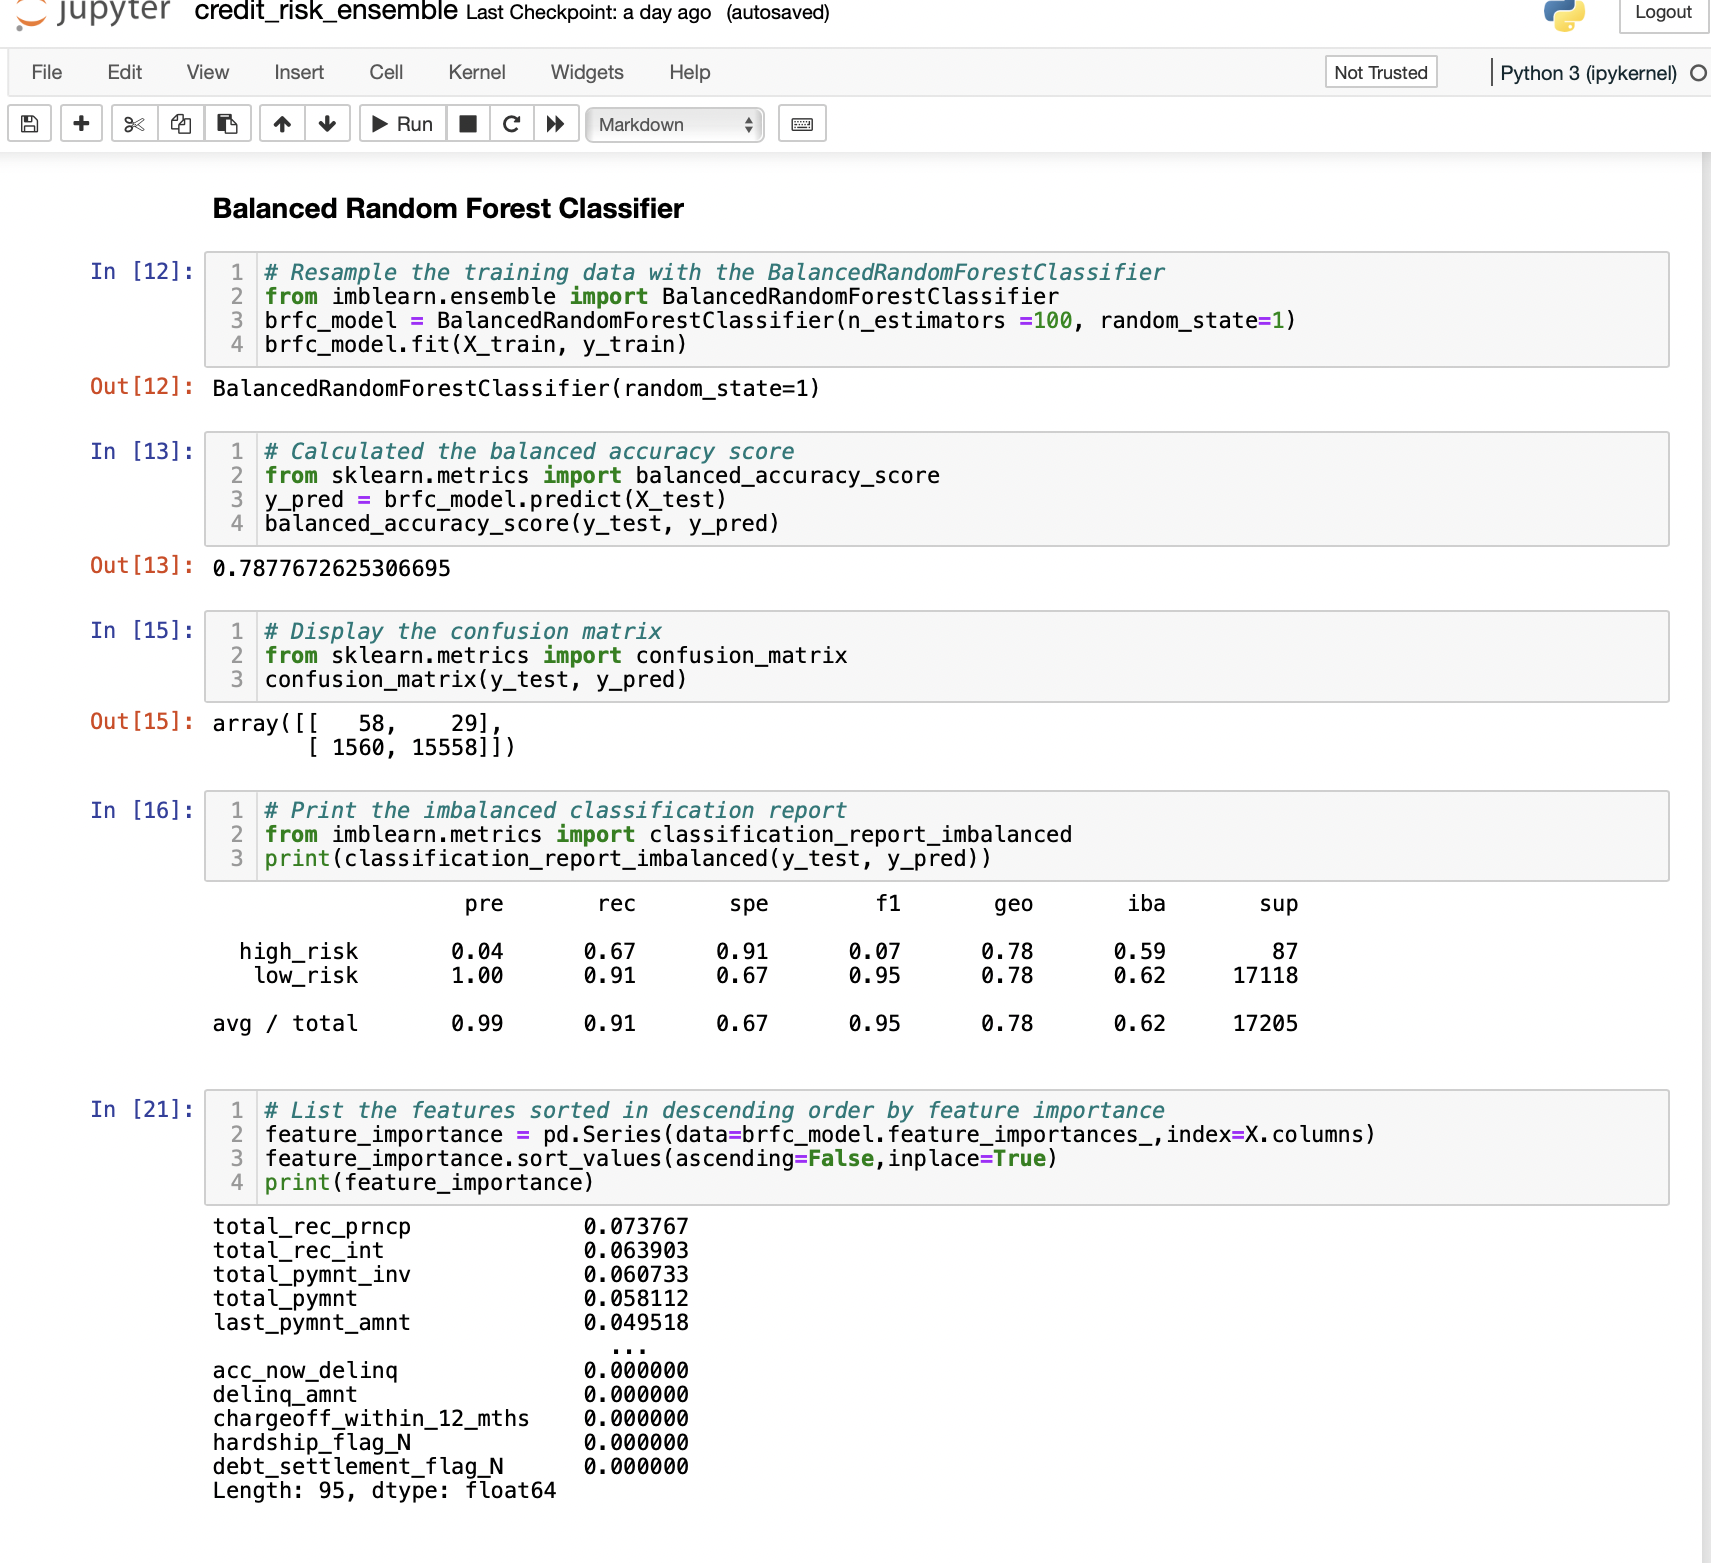 jupyter credit_risk_ensemble Last Checkpoint: a day ago (autosaved) Logout
File Edit View Insert Cell Kernel Widgets Help Not Trusted Python 3 (ipykernel)
Run Markdown
Balanced Random Forest Classifier
In [12]:
1 # Resample the training data with the BalancedRandomForestClassifier
2 from imblearn.ensemble import BalancedRandomForestClassifier
3 brfc_model = BalancedRandomForestClassifier(n_estimators =100, random_state=1)
4 brfc_model.fit(X_train, y_train)
Out[12]: BalancedRandomForestClassifier(random_state=1)
In [13]:
1 # Calculated the balanced accuracy score
2 from sklearn.metrics import balanced_accuracy_score
3 y_pred = brfc_model.predict(X_test)
4 balanced_accuracy_score(y_test, y_pred)
Out[13]: 0.7877672625306695
In [15]:
1 # Display the confusion matrix
2 from sklearn.metrics import confusion_matrix
3 confusion_matrix(y_test, y_pred)
Out[15]: array([[   58,    29],
       [ 1560, 15558]])
In [16]:
1 # Print the imbalanced classification report
2 from imblearn.metrics import classification_report_imbalanced
3 print(classification_report_imbalanced(y_test, y_pred))
pre rec spe f1 geo iba sup
high_risk 0.04 0.67 0.91 0.07 0.78 0.59 87
low_risk 1.00 0.91 0.67 0.95 0.78 0.62 17118
avg / total 0.99 0.91 0.67 0.95 0.78 0.62 17205
In [21]:
1 # List the features sorted in descending order by feature importance
2 feature_importance = pd.Series(data=brfc_model.feature_importances_,index=X.columns)
3 feature_importance.sort_values(ascending=False,inplace=True)
4 print(feature_importance)
total_rec_prncp 0.073767
total_rec_int 0.063903
total_pymnt_inv 0.060733
total_pymnt 0.058112
last_pymnt_amnt 0.049518
...
acc_now_delinq 0.000000
delinq_amnt 0.000000
chargeoff_within_12_mths 0.000000
hardship_flag_N 0.000000
debt_settlement_flag_N 0.000000
Length: 95, dtype: float64